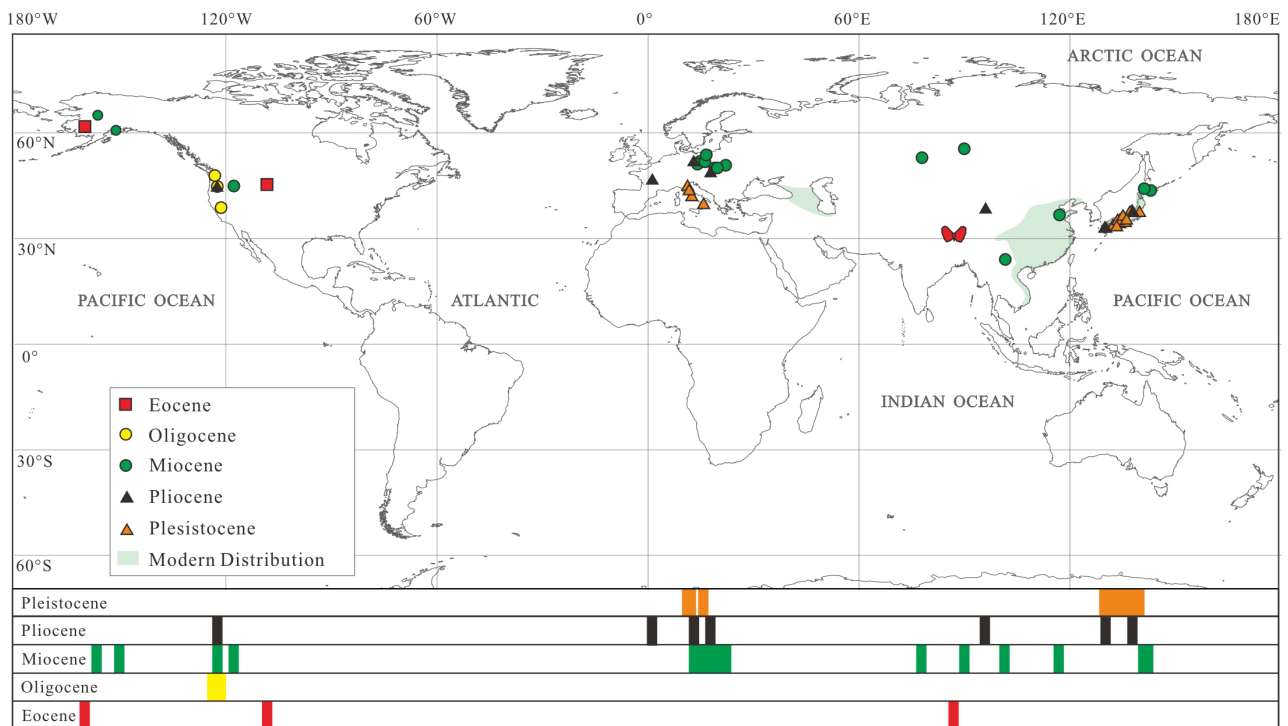 180°W 120°W 60°W 0° 60°E 120°E 180°E
ARCTIC OCEAN
60°N
30°N
PACIFIC OCEAN ATLANTIC PACIFIC OCEAN
0°
INDIAN OCEAN
Eocene
Oligocene
30°S
Miocene
Pliocene
Plesistocene
Modern Distribution
60°S
Pleistocene
Pliocene
Miocene
Oligocene
Eocene